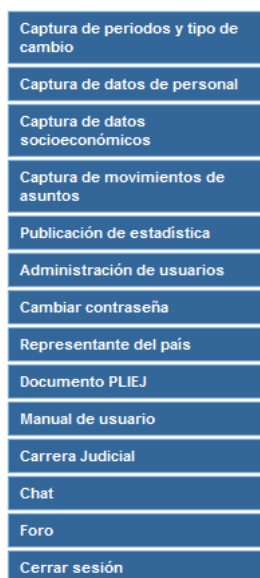 Captura de periodos y tipo de
cambio
Captura de datos de personal
Captura de datos
socioeconómicos
Captura de movimientos de
asuntos
Publicación de estadística
Administración de usuarios
Cambiar contraseña
Representante del país
Documento PLIEJ
Manual de usuario
Carrera Judicial
Chat
Foro
Cerrar sesión